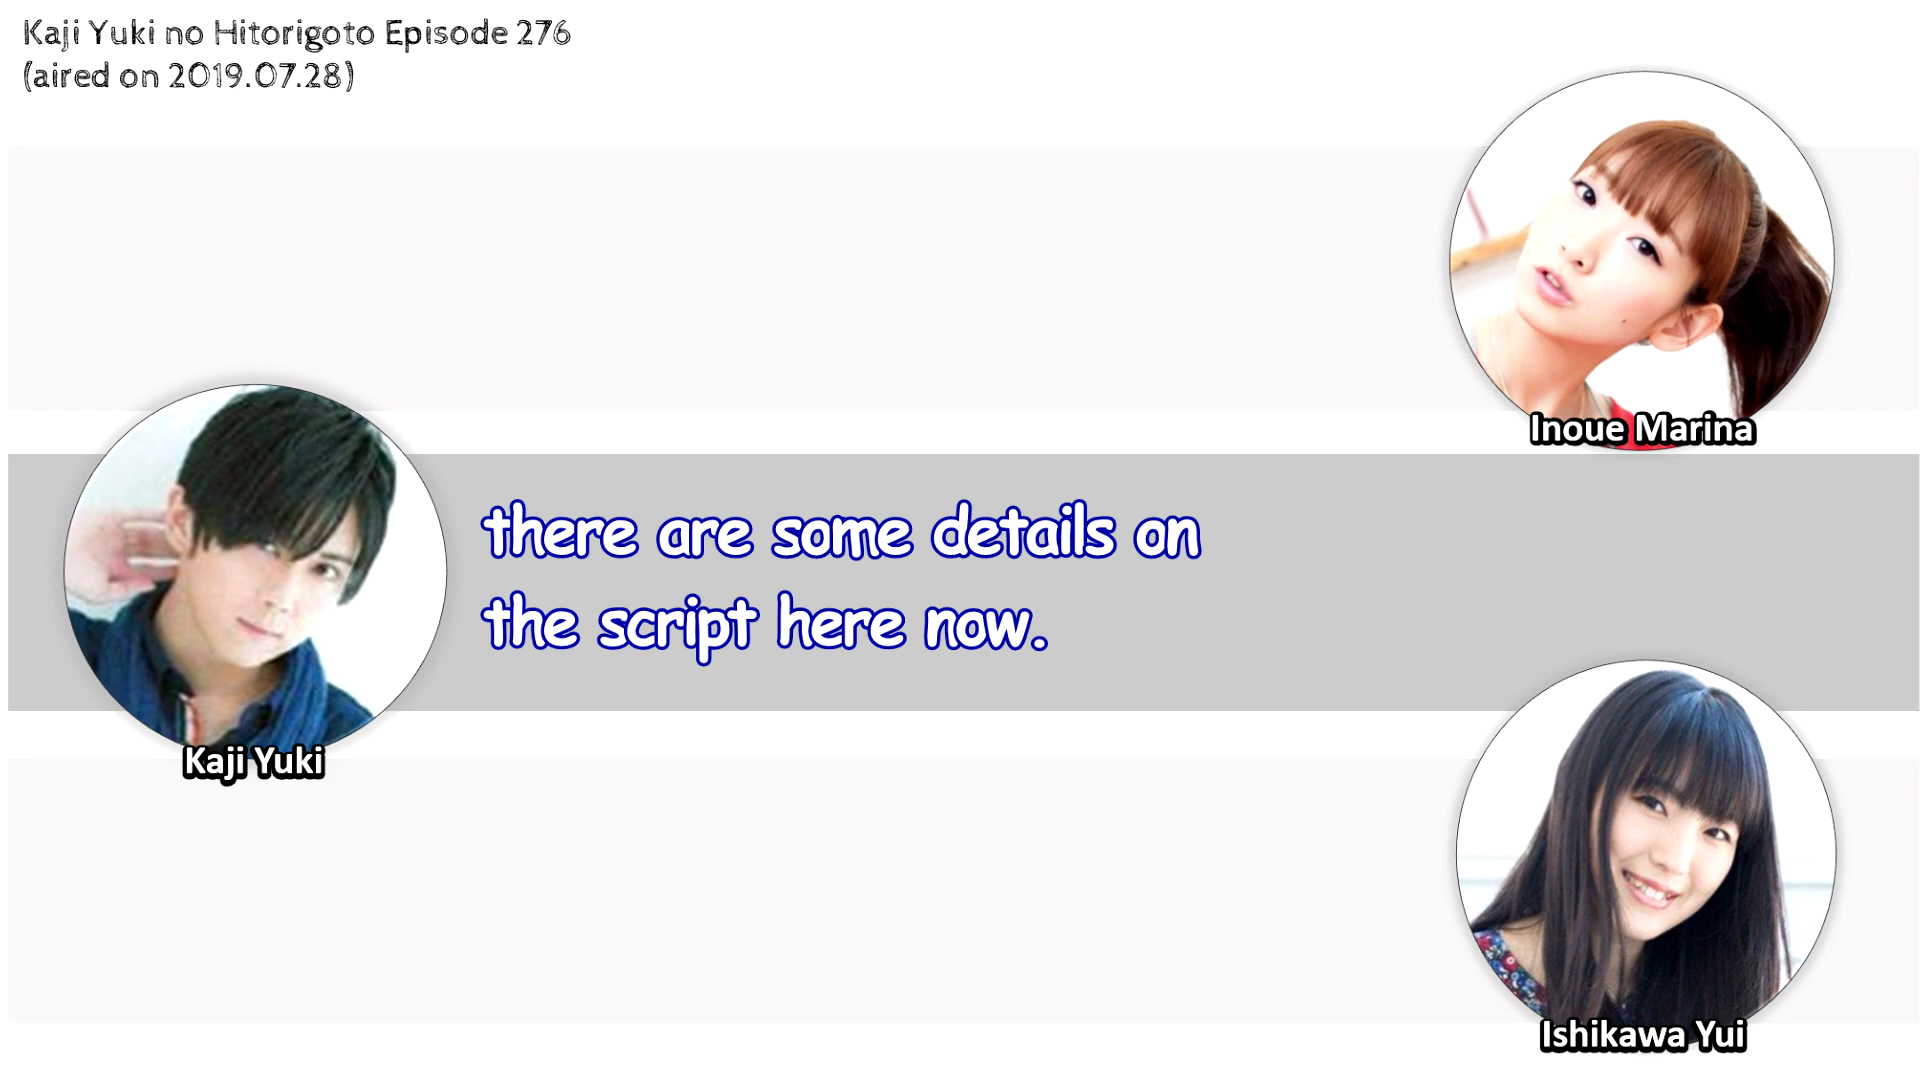 Kaji Yuki no Hitorigoto Episode 276
(aired on 2019.07.28)
Inoue Marina
there are some details on
the script here now.
Kaji Yuki
Ishikawa Yui